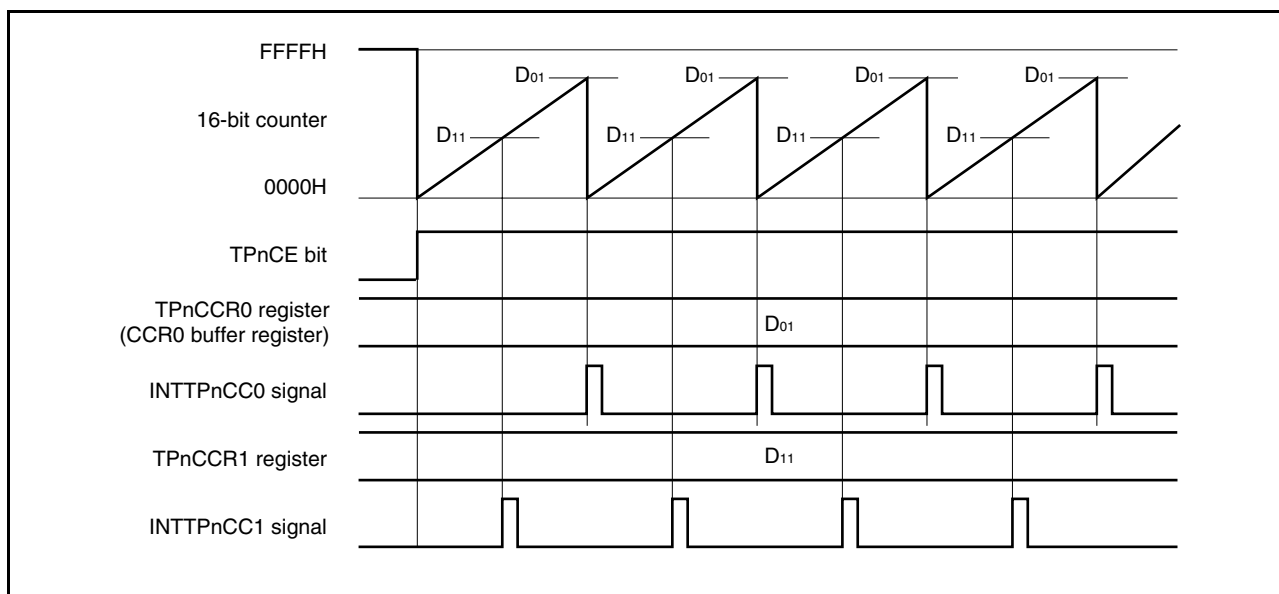 FFFFH
D01 D01 D01 D01
16-bit counter
D11 D11 D11 D11
0000H
TPnCE bit
TPnCCR0 register
(CCR0 buffer register)
D01
INTTPnCC0 signal
TPnCCR1 register
D11
INTTPnCC1 signal